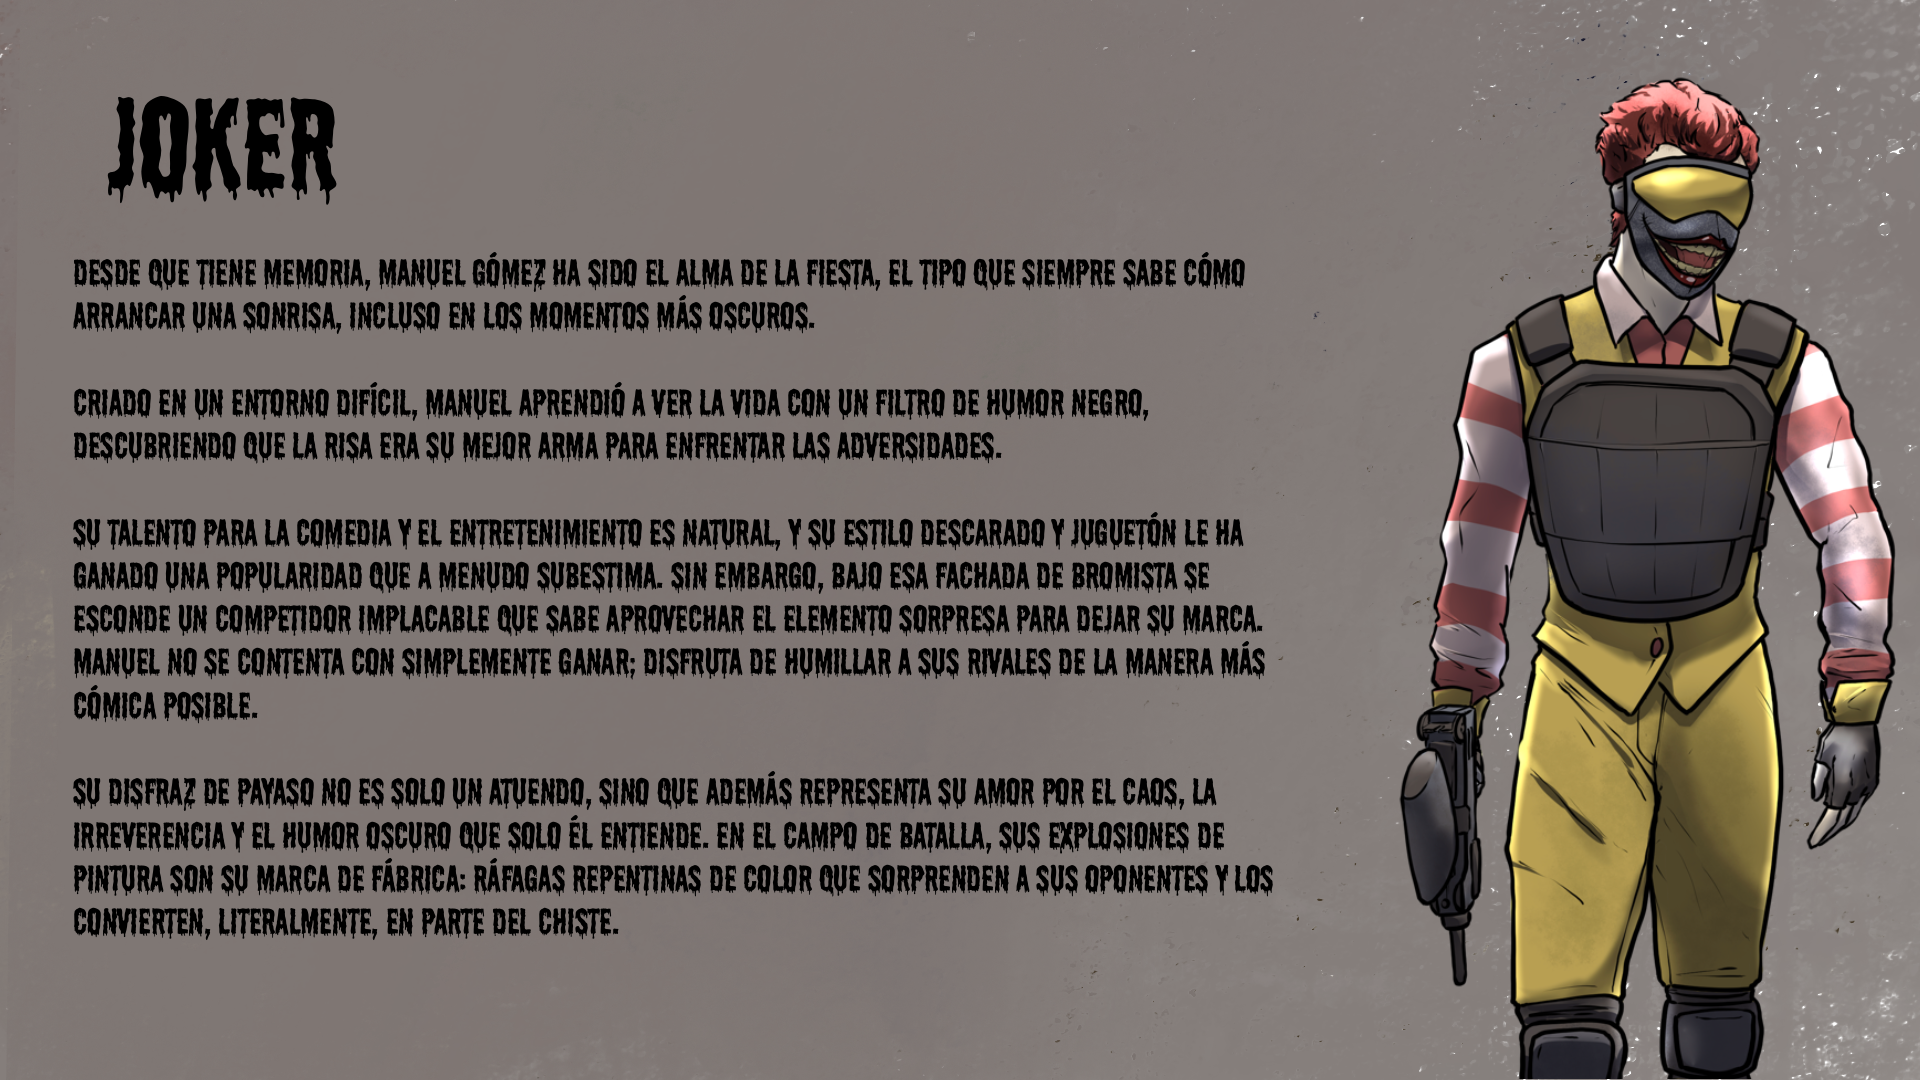 JOKER
DESDE QUE TIENE MEMORIA, MANUEL GÓMEZ HA SIDO EL ALMA DE LA FIESTA, EL TIPO QUE SIEMPRE SABE CÓMO
ARRANCAR UNA SONRISA, INCLUSO EN LOS MOMENTOS MÁS OSCUROS.
CRIADO EN UN ENTORNO DIFÍCIL, MANUEL APRENDIÓ A VER LA VIDA CON UN FILTRO DE HUMOR NEGRO,
DESCUBRIENDO QUE LA RISA ERA SU MEJOR ARMA PARA ENFRENTAR LAS ADVERSIDADES.
SU TALENTO PARA LA COMEDIA Y EL ENTRETENIMIENTO ES NATURAL, Y SU ESTILO DESCARADO Y JUGUETÓN LE HA
GANADO UNA POPULARIDAD QUE A MENUDO SUBESTIMA. SIN EMBARGO, BAJO ESA FACHADA DE BROMISTA SE
ESCONDE UN COMPETIDOR IMPLACABLE QUE SABE APROVECHAR EL ELEMENTO SORPRESA PARA DEJAR SU MARCA.
MANUEL NO SE CONTENTA CON SIMPLEMENTE GANAR; DISFRUTA DE HUMILLAR A SUS RIVALES DE LA MANERA MÁS
CÓMICA POSIBLE.
SU DISFRAZ DE PAYASO NO ES SOLO UN ATUENDO, SINO QUE ADEMÁS REPRESENTA SU AMOR POR EL CAOS, LA
IRREVERENCIA Y EL HUMOR OSCURO QUE SOLO ÉL ENTIENDE. EN EL CAMPO DE BATALLA, SUS EXPLOSIONES DE
PINTURA SON SU MARCA DE FÁBRICA: RÁFAGAS REPENTINAS DE COLOR QUE SORPRENDEN A SUS OPONENTES Y LOS
CONVIERTEN, LITERALMENTE, EN PARTE DEL CHISTE.